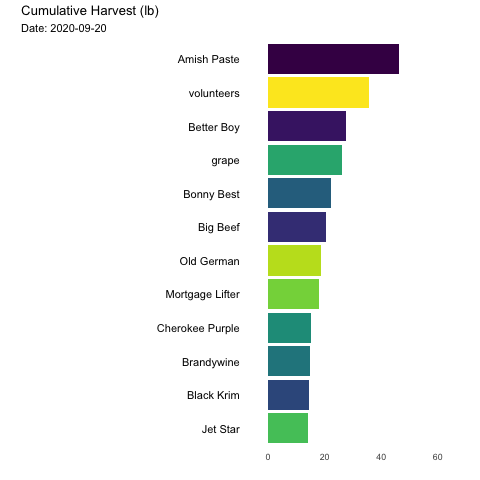 Cumulative Harvest (lb)
Date: 2020-09-20
Amish Paste
volunteers
Better Boy
grape
Bonny Best
Big Beef
Old German
Mortgage Lifter
Cherokee Purple
Brandywine
Black Krim
Jet Star
0 20 40 60